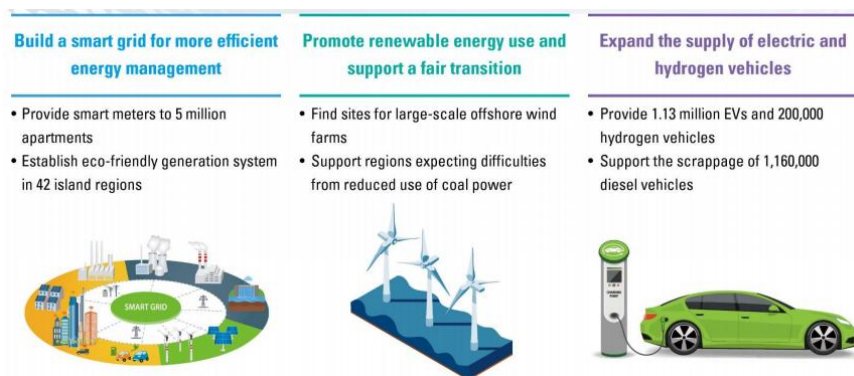 Build a smart grid for more efficient
energy management
• Provide smart meters to 5 million
apartments
• Establish eco-friendly generation system
in 42 island regions
SMART GRID
Promote renewable energy use and
support a fair transition
• Find sites for large-scale offshore wind
farms
• Support regions expecting difficulties
from reduced use of coal power
Expand the supply of electric and
hydrogen vehicles
• Provide 1.13 million EVs and 200,000
hydrogen vehicles
• Support the scrappage of 1,160,000
diesel vehicles